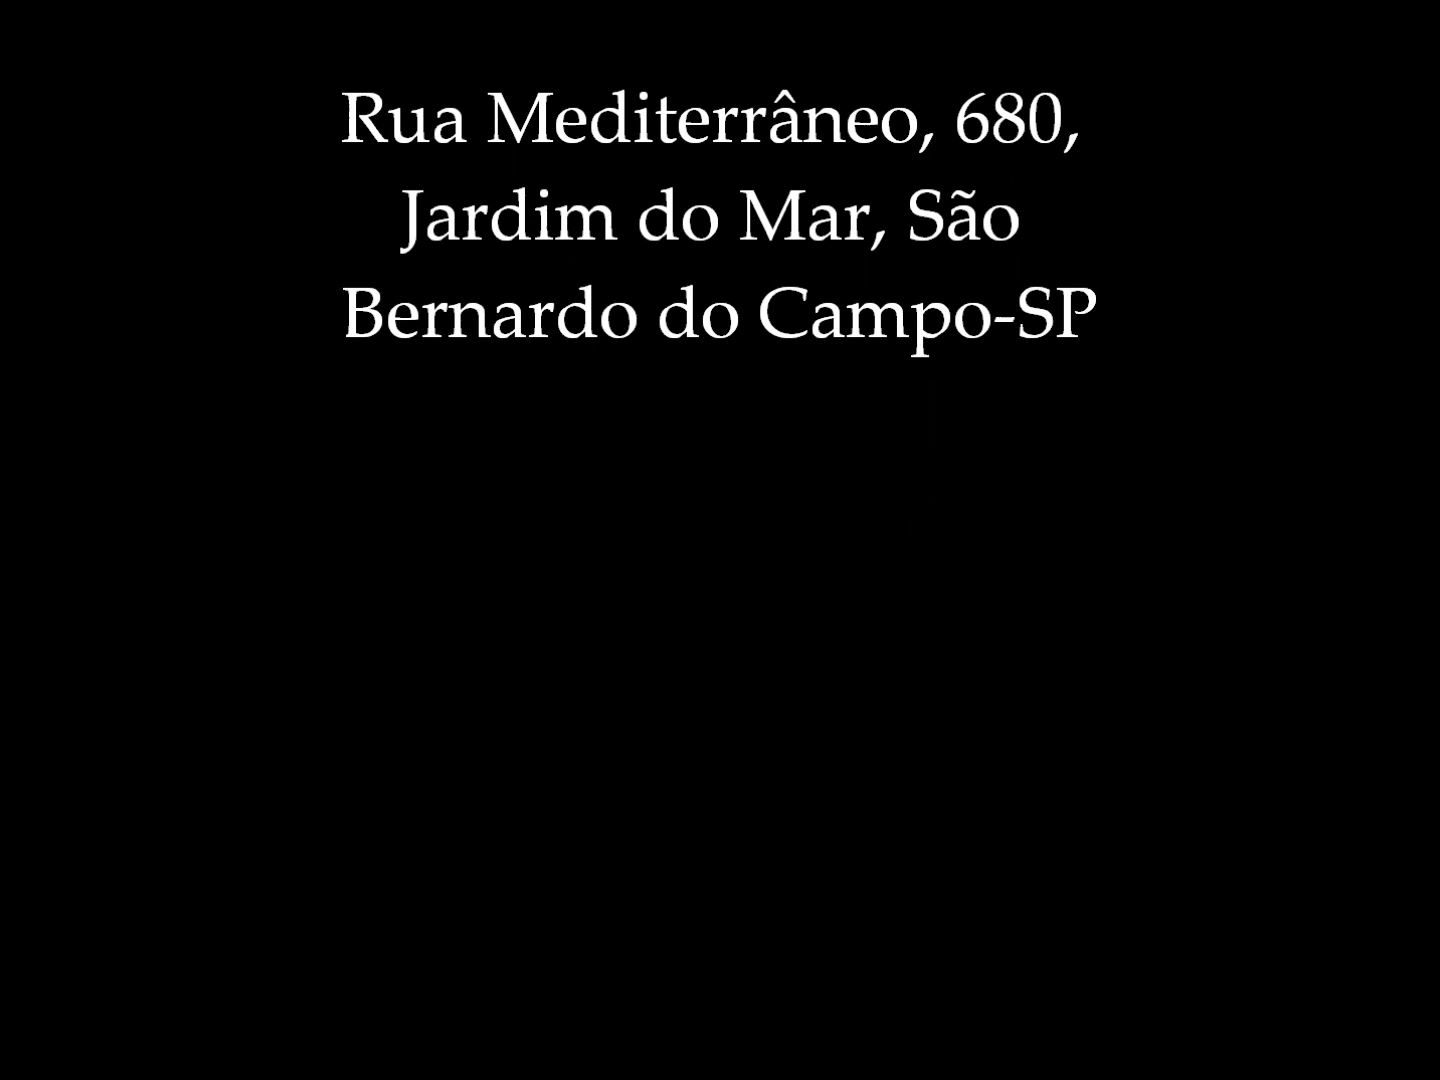 Rua Mediterrâneo, 680,
Jardim do Mar, São
Bernardo do Campo-SP